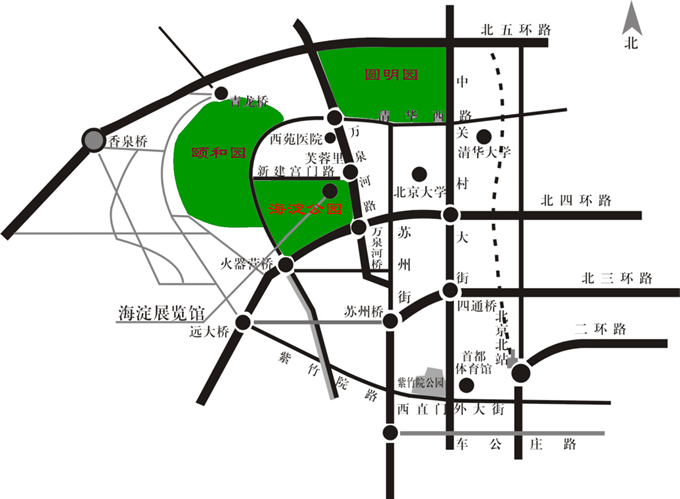 北五环路
北
圆明园
中关村大街
青龙桥
清华西路
香泉桥
颐和园
西苑医院
万泉河路
清华大学
芙蓉里
新建宫门路
北京大学
海淀公园
北四环路
万泉河桥
苏州街
火器营桥
北三环路
海淀展览馆
苏州桥
四通桥
远大桥
北京北站
二环路
紫竹院路
首都
体育馆
紫竹院公园
西直门外大街
车公庄路